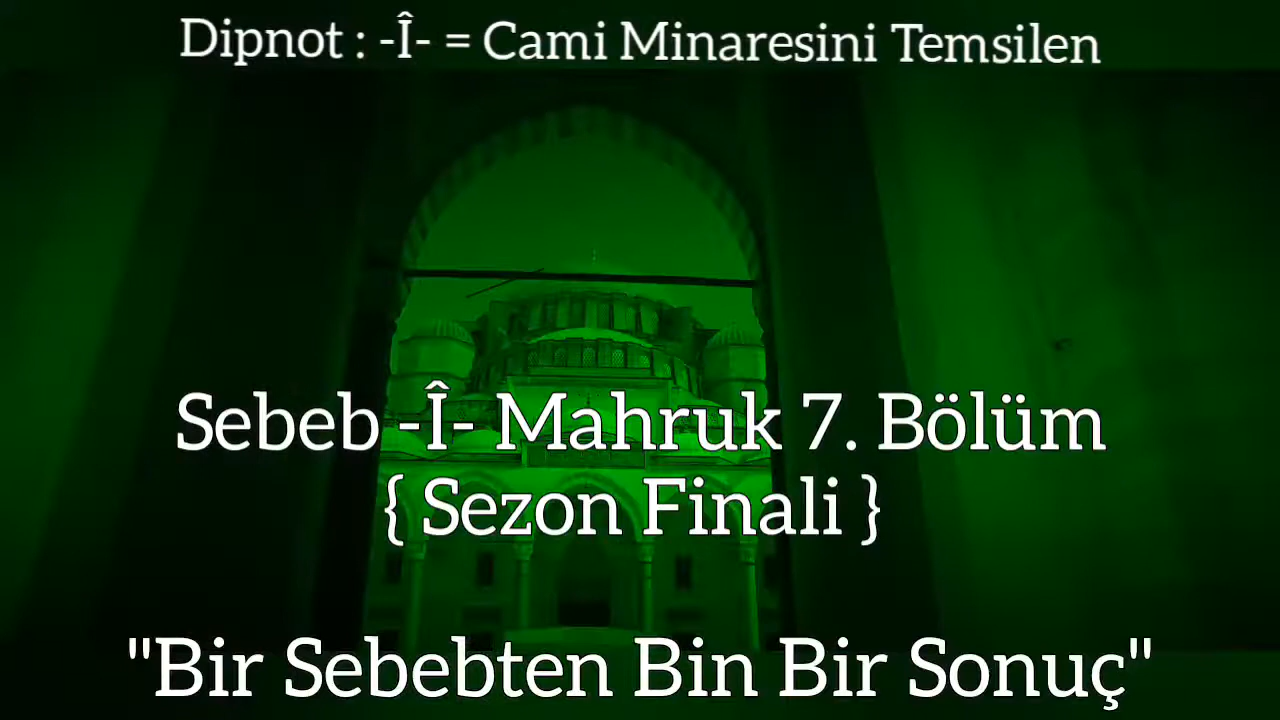 Dipnot : -Î- = Cami Minaresini Temsilen
Sebeb -Î- Mahruk 7. Bölüm
{ Sezon Finali }
"Bir Sebebten Bin Bir Sonuç"